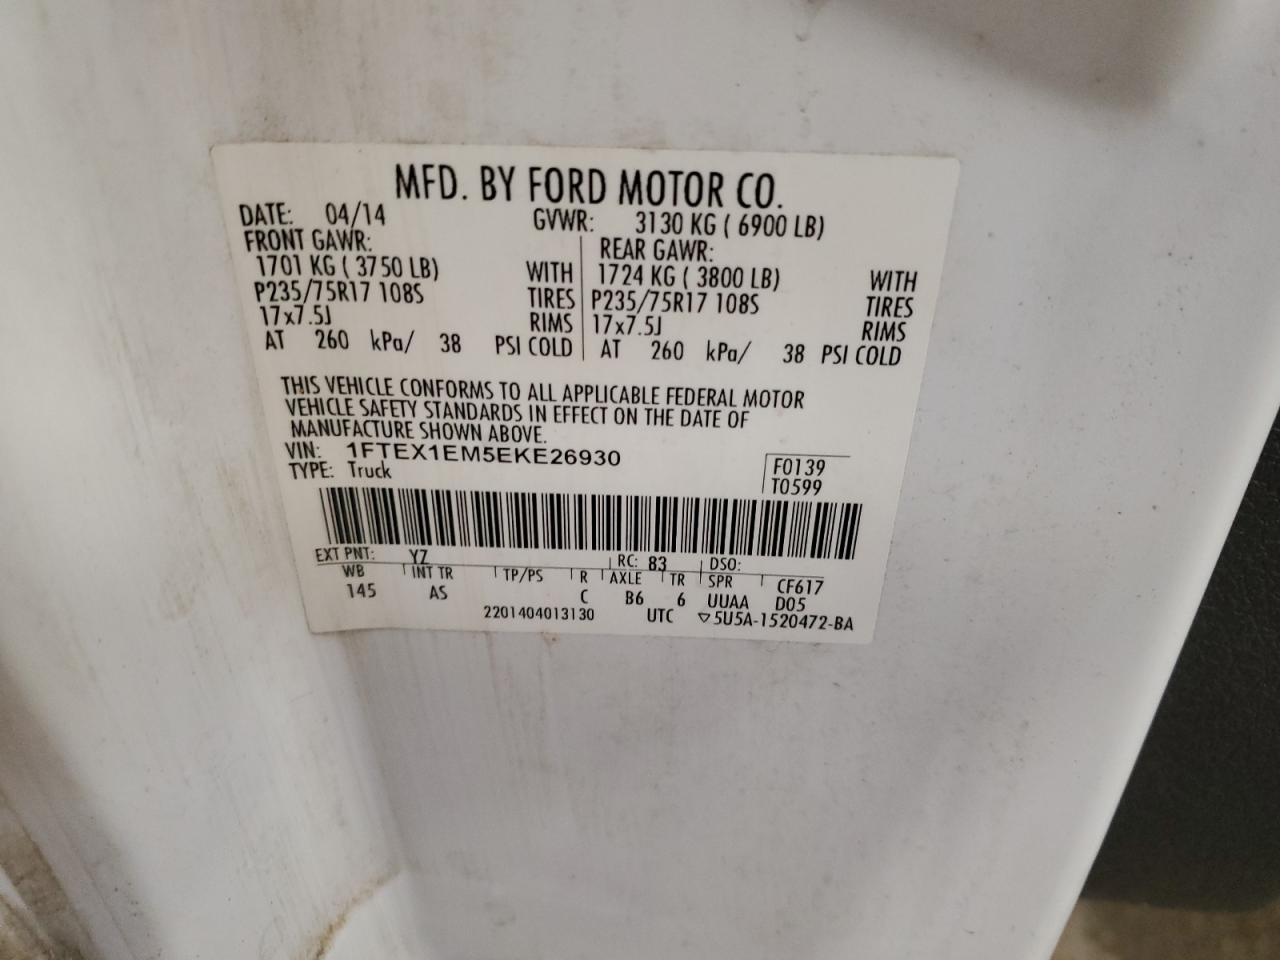 MFD. BY FORD MOTOR CO.
DATE: 04/14 GVWR: 3130 KG ( 6900 LB)
FRONT GAWR: REAR GAWR:
1701 KG ( 3750 LB) WITH 1724 KG ( 3800 LB) WITH
P235/75R17 108S TIRES P235/75R17 108S TIRES
17x7.5J RIMS 17x7.5J RIMS
AT 260 kPa/ 38 PSI COLD AT 260 kPa/ 38 PSI COLD
THIS VEHICLE CONFORMS TO ALL APPLICABLE FEDERAL MOTOR
VEHICLE SAFETY STANDARDS IN EFFECT ON THE DATE OF
MANUFACTURE SHOWN ABOVE.
VIN: 1FTEX1EM5EKE26930 F0139
TYPE: Truck T0599
EXT PNT: YZ RC: 83 DSO:
WB INT TR TP/PS R AXLE TR SPR CF617
145 AS C B6 6 UUAA D05
2201404013130 UTC ▽5U5A-1520472-BA